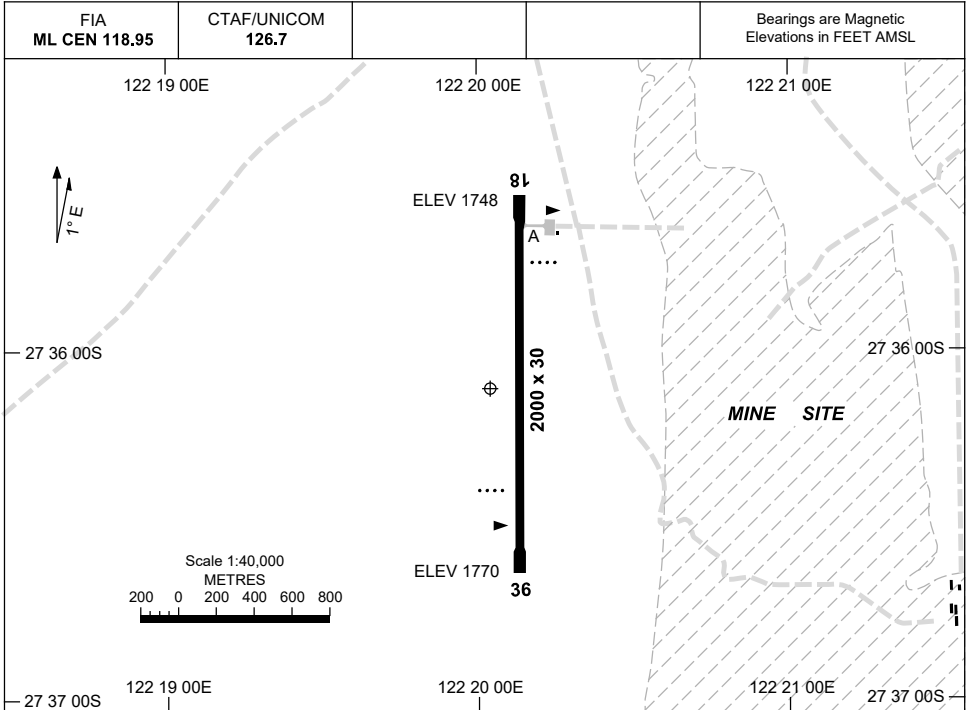 FIA
ML CEN 118.95
CTAF/UNICOM
126.7
Bearings are Magnetic
Elevations in FEET AMSL
122 19 00E
122 20 00E
122 21 00E
1° E
18
ELEV 1748
A
27 36 00S
27 36 00S
2000 x 30
MINE SITE
Scale 1:40,000
METRES
200 0 200 400 600 800
ELEV 1770
36
122 19 00E
122 20 00E
122 21 00E
27 37 00S
27 37 00S